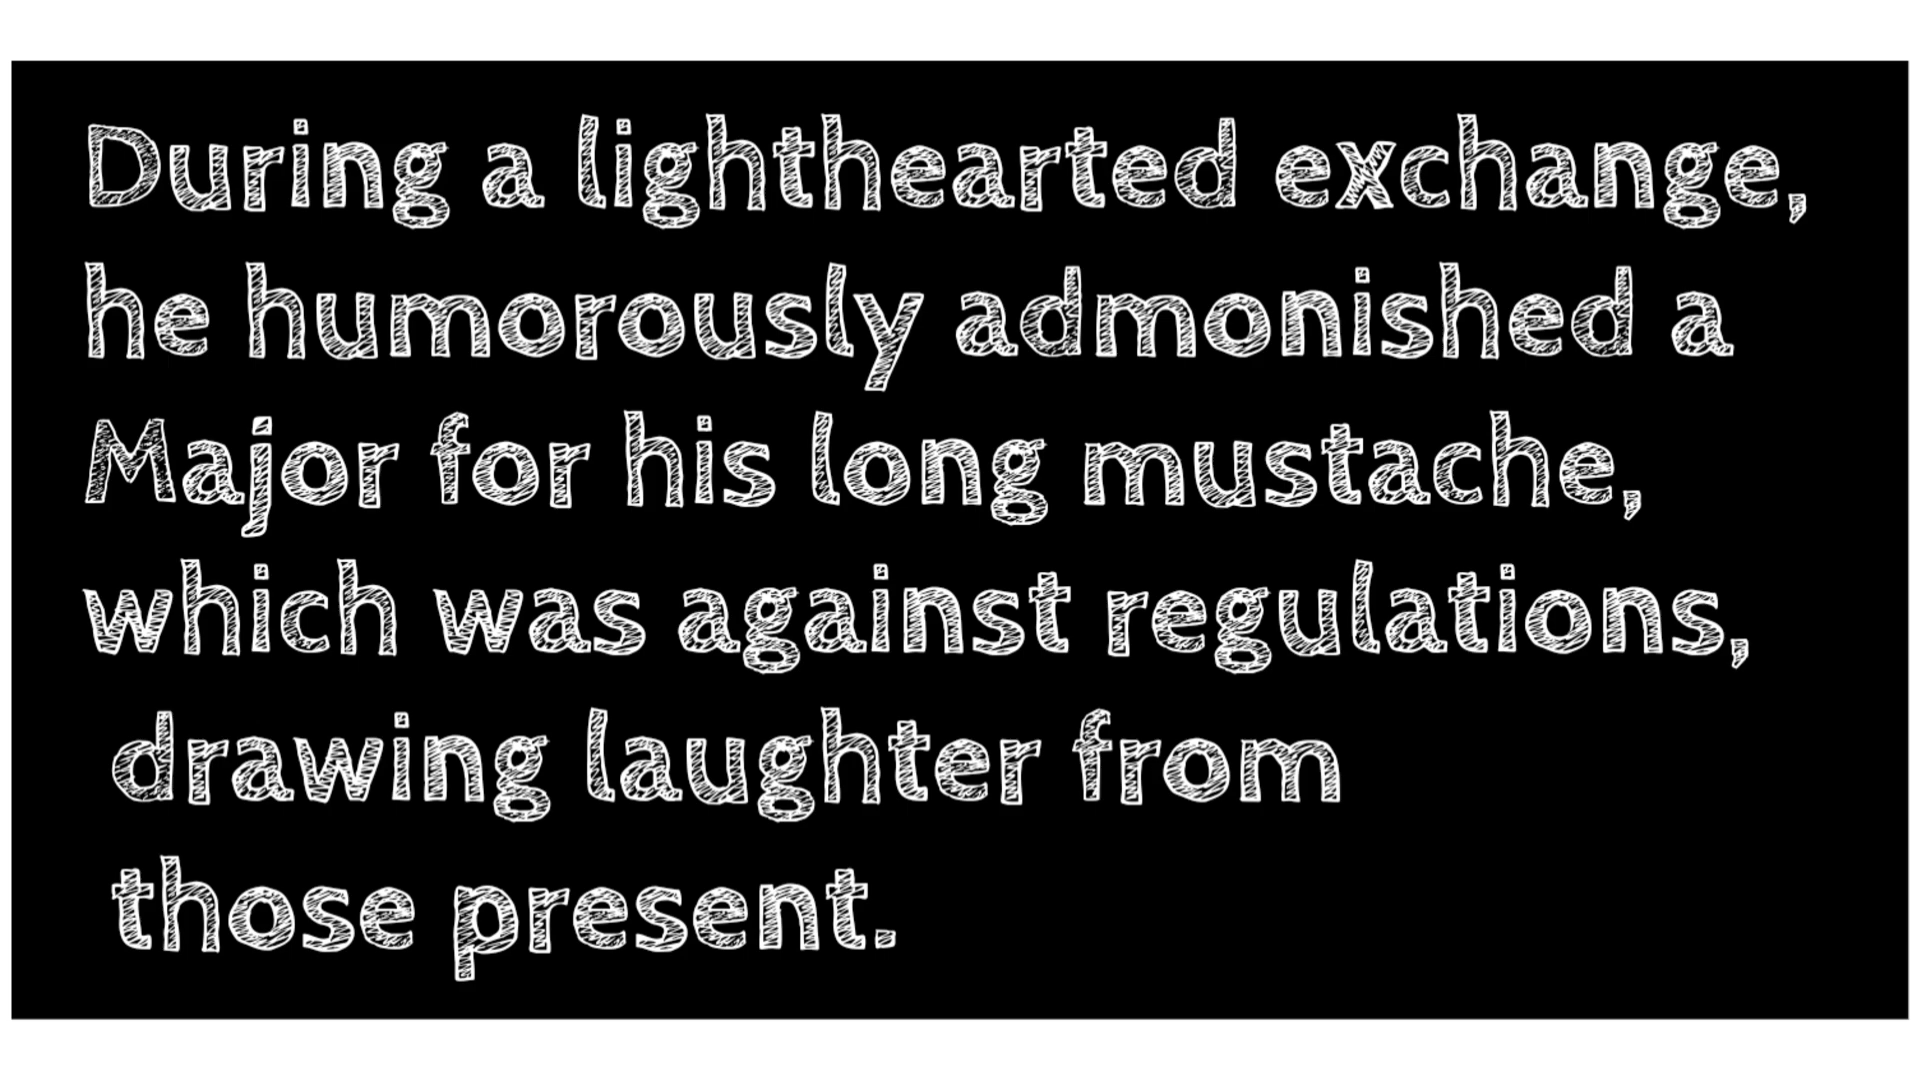 During a lighthearted exchange,
he humorously admonished a
Major for his long mustache,
which was against regulations,
drawing laughter from
those present.